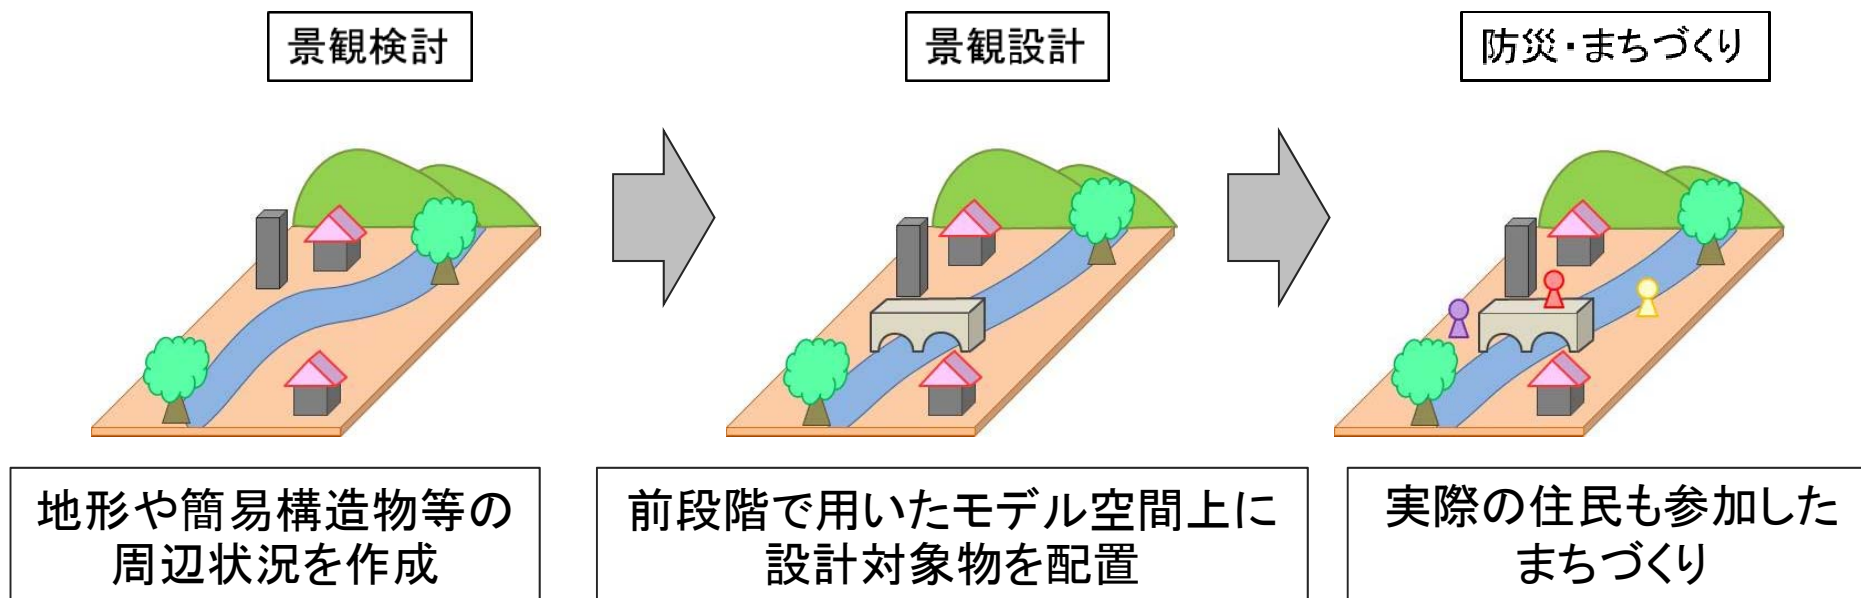 景観検討
景観設計
防災・まちづくり
地形や簡易構造物等の
周辺状況を作成
前段階で用いたモデル空間上に
設計対象物を配置
実際の住民も参加した
まちづくり